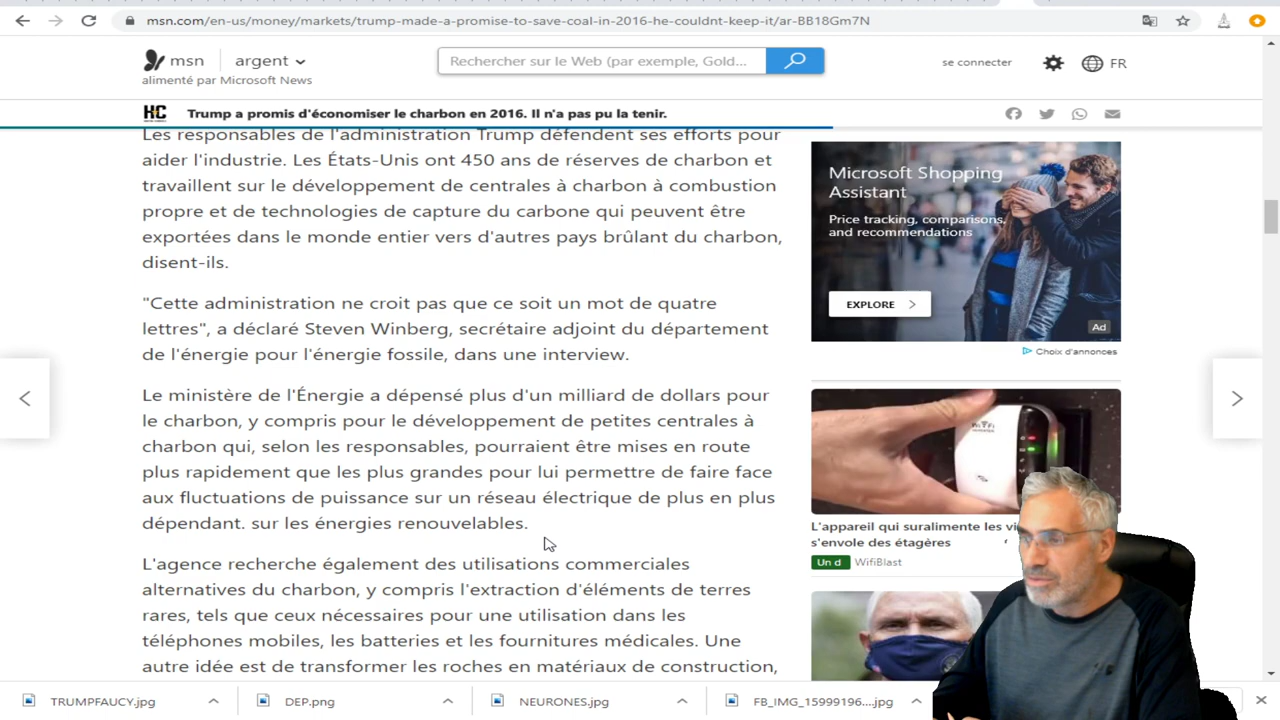 msn.com/en-us/money/markets/trump-made-a-promise-to-save-coal-in-2016-he-couldnt-keep-it/ar-BB18Gm7N
msn
argent
alimenté par Microsoft News
Rechercher sur le Web (par exemple, Gold...
se connecter
FR
HC
Trump a promis d'économiser le charbon en 2016. Il n'a pas pu la tenir.
Les responsables de l'administration Trump défendent ses efforts pour
aider l'industrie. Les États-Unis ont 450 ans de réserves de charbon et
travaillent sur le développement de centrales à charbon à combustion
propre et de technologies de capture du carbone qui peuvent être
exportées dans le monde entier vers d'autres pays brûlant du charbon,
disent-ils.
"Cette administration ne croit pas que ce soit un mot de quatre
lettres", a déclaré Steven Winberg, secrétaire adjoint du département
de l'énergie pour l'énergie fossile, dans une interview.
Le ministère de l'Énergie a dépensé plus d'un milliard de dollars pour
le charbon, y compris pour le développement de petites centrales à
charbon qui, selon les responsables, pourraient être mises en route
plus rapidement que les plus grandes pour lui permettre de faire face
aux fluctuations de puissance sur un réseau électrique de plus en plus
dépendant. sur les énergies renouvelables.
L'agence recherche également des utilisations commerciales
alternatives du charbon, y compris l'extraction d'éléments de terres
rares, tels que ceux nécessaires pour une utilisation dans les
téléphones mobiles, les batteries et les fournitures médicales. Une
autre idée est de transformer les roches en matériaux de construction,
Microsoft Shopping
Assistant
Price tracking, comparisons,
and recommendations
EXPLORE
Ad
Choix d'annonces
WiFi
L'appareil qui suralimente les vi
s'envole des étagères
Un d
WifiBlast
TRUMPFAUCY.jpg
DEP.png
NEURONES.jpg
FB_IMG_15999196....jpg